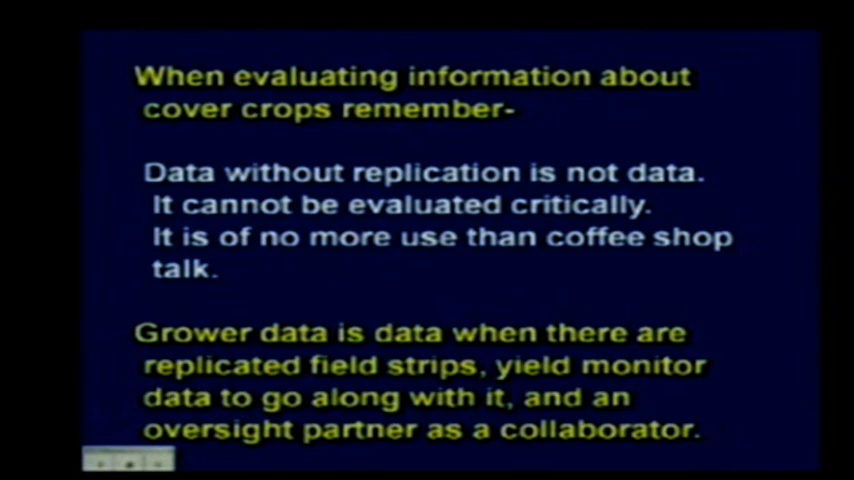 When evaluating information about
cover crops remember-
Data without replication is not data.
It cannot be evaluated critically.
It is of no more use than coffee shop
talk.
Grower data is data when there are
replicated field strips, yield monitor
data to go along with it, and an
oversight partner as a collaborator.